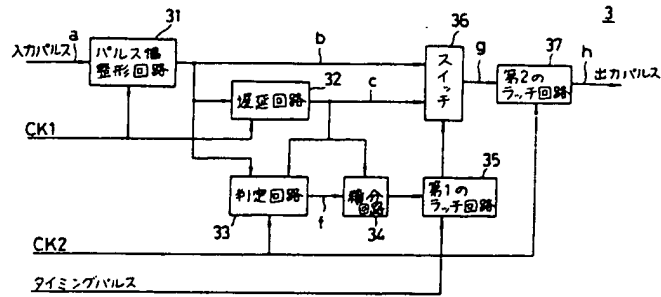 3
31
36
a
入力パルス
パルス幅
整形回路
b
スイッチ
g
37
第2の
ラッチ回路
h
出力パルス
32
遅延回路
c
CK1
35
判定回路
33
f
積分
回路
34
第1の
ラッチ回路
CK2
タイミングパルス